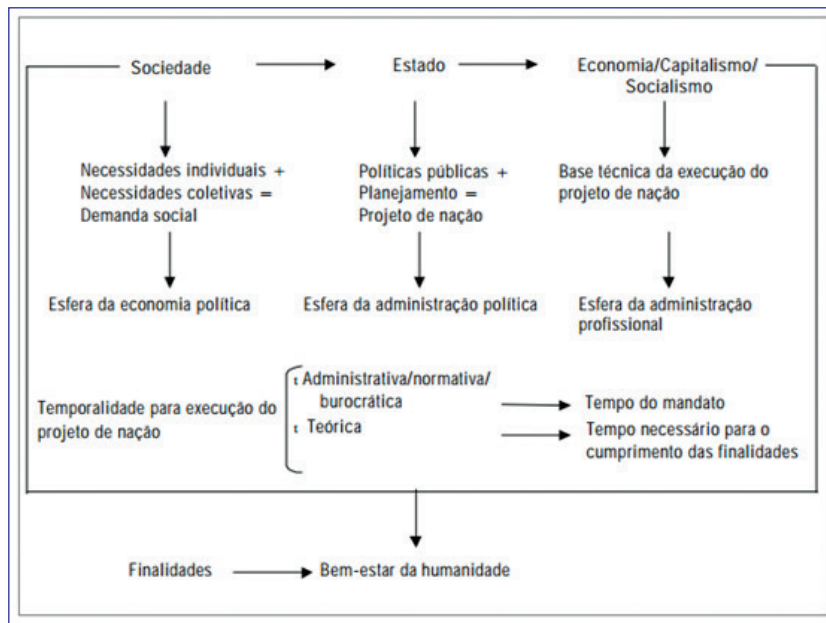 Sociedade
Estado
Economia/Capitalismo/
Socialismo
Necessidades individuais +
Necessidades coletivas =
Demanda social
Políticas públicas +
Planejamento =
Projeto de nação
Base técnica da execução do
projeto de nação
Esfera da economia política
Esfera da administração política
Esfera da administração
profissional
Temporalidade para execução do
projeto de nação
t Administrativa/normativa/
burocrática
t Teórica
Tempo do mandato
Tempo necessário para o
cumprimento das finalidades
Finalidades
Bem-estar da humanidade